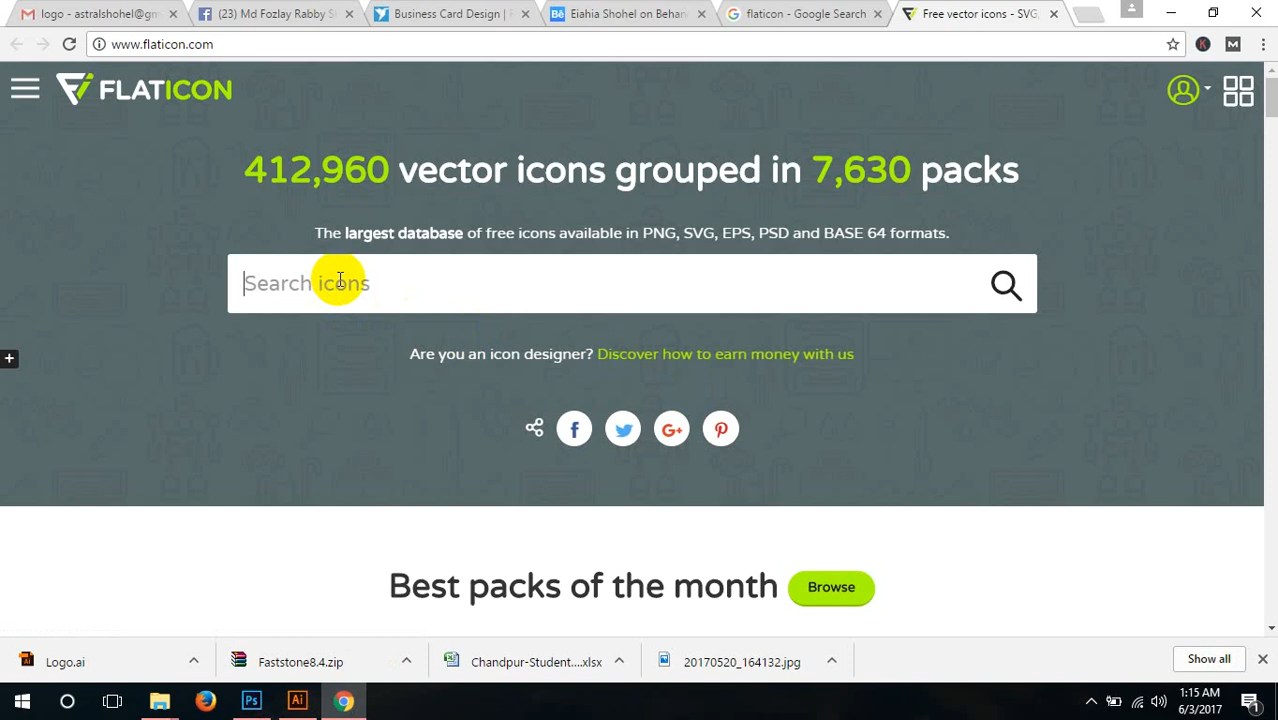 logo - astralshohel@gm
(23) Md Fozlay Rabby S
Business Card Design |
Eiahia Shohel on Behan
flaticon - Google Search
Free vector icons - SVG,
www.flaticon.com
FLATICON
412,960 vector icons grouped in 7,630 packs
The largest database of free icons available in PNG, SVG, EPS, PSD and BASE 64 formats.
Search icons
Are you an icon designer? Discover how to earn money with us
Best packs of the month
Browse
Logo.ai
Faststone8.4.zip
Chandpur-Student....xlsx
20170520_164132.jpg
Show all
1:15 AM
6/3/2017